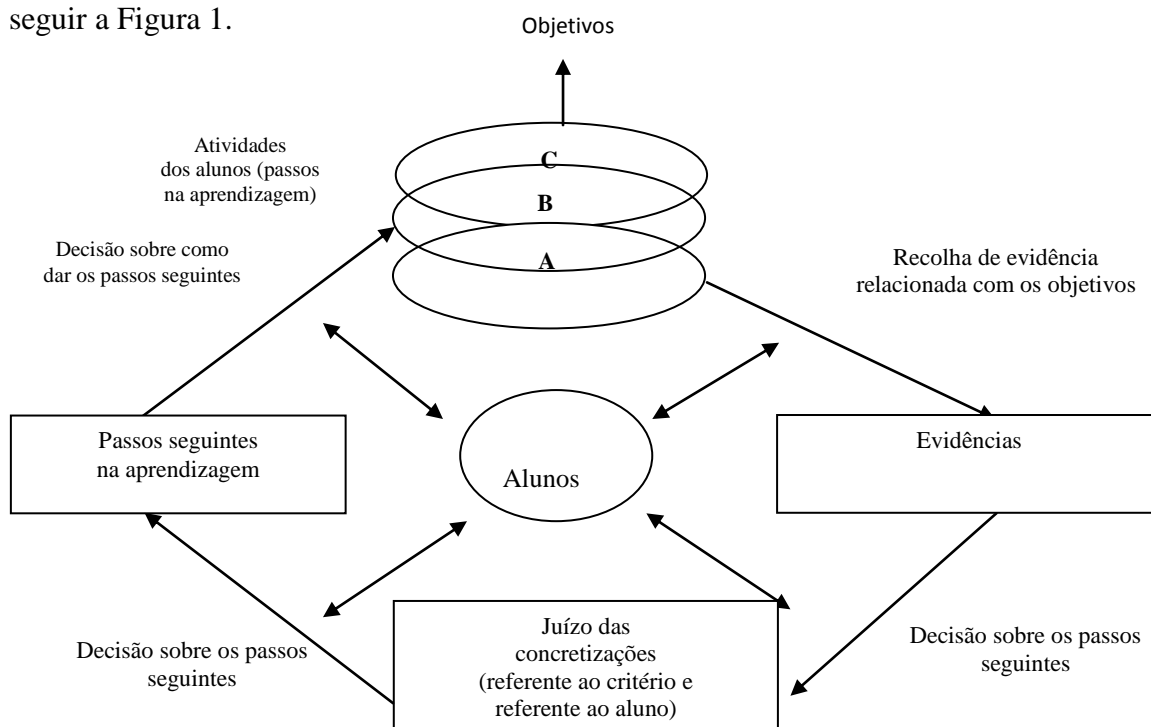 seguir a Figura 1.
Objetivos
Atividades
dos alunos (passos
na aprendizagem)
C
B
A
Decisão sobre como
dar os passos seguintes
Recolha de evidência
relacionada com os objetivos
Passos seguintes
na aprendizagem
Alunos
Evidências
Decisão sobre os passos
seguintes
Juízo das
concretizações
(referente ao critério e
referente ao aluno)
Decisão sobre os passos
seguintes